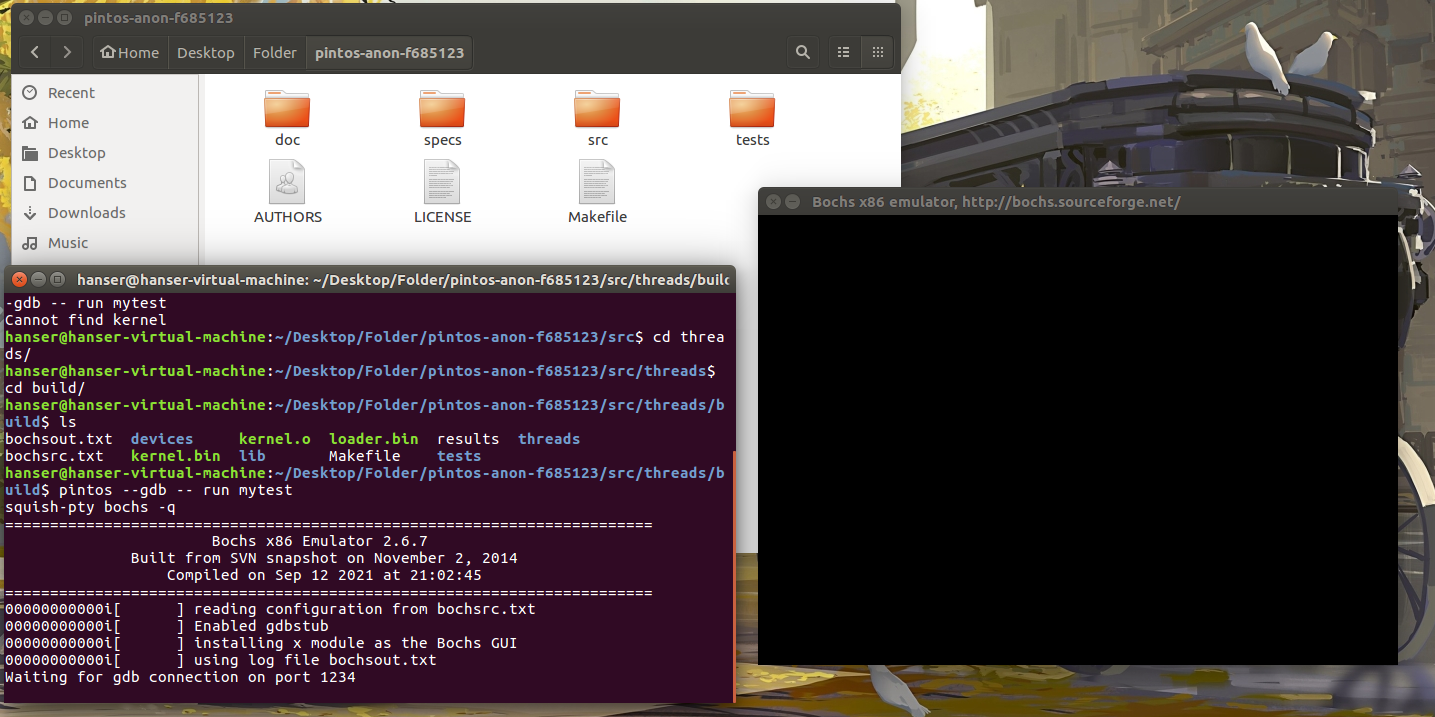 pintos-anon-f685123
Home Desktop Folder pintos-anon-f685123
Recent
Home
Desktop
Documents
Downloads
Music
doc specs src tests
AUTHORS LICENSE Makefile
Bochs x86 emulator, http://bochs.sourceforge.net/
hanser@hanser-virtual-machine: ~/Desktop/Folder/pintos-anon-f685123/src/threads/build
-gdb -- run mytest
Cannot find kernel
hanser@hanser-virtual-machine:~/Desktop/Folder/pintos-anon-f685123/src$ cd threa
ds/
hanser@hanser-virtual-machine:~/Desktop/Folder/pintos-anon-f685123/src/threads$
cd build/
hanser@hanser-virtual-machine:~/Desktop/Folder/pintos-anon-f685123/src/threads/b
uild$ ls
bochsout.txt devices kernel.o loader.bin results threads
bochsrc.txt kernel.bin lib Makefile tests
hanser@hanser-virtual-machine:~/Desktop/Folder/pintos-anon-f685123/src/threads/b
uild$ pintos --gdb -- run mytest
squish-pty bochs -q
========================================================================
Bochs x86 Emulator 2.6.7
Built from SVN snapshot on November 2, 2014
Compiled on Sep 12 2021 at 21:02:45
========================================================================
00000000000i[      ] reading configuration from bochsrc.txt
00000000000i[      ] Enabled gdbstub
00000000000i[      ] installing x module as the Bochs GUI
00000000000i[      ] using log file bochsout.txt
Waiting for gdb connection on port 1234